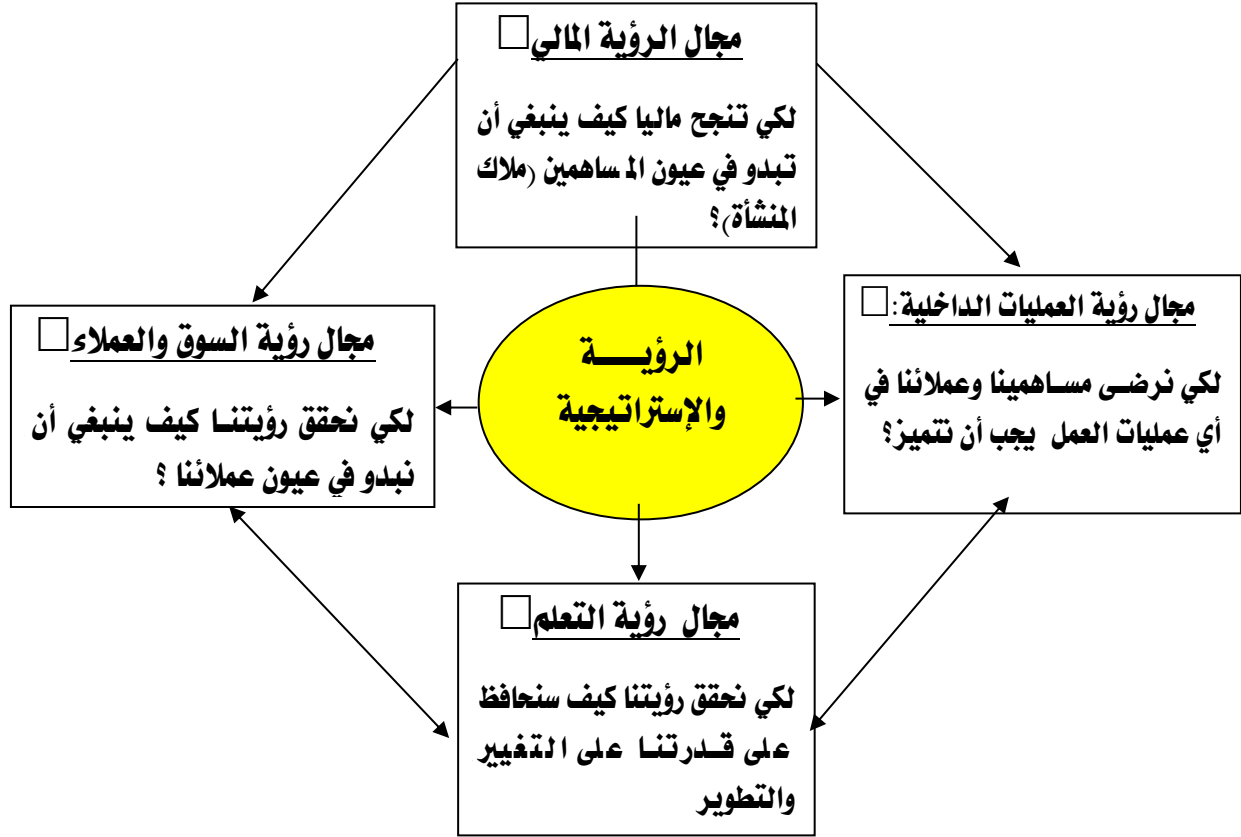 مجال الرؤية المالي
لكي تنجح ماليا كيف ينبغي أن
تبدو في عيون المساهمين (ملاك
المنشأة)؟
مجال رؤية العمليات الداخلية:
لكي نرضى مساهمينا وعملائنا في
أي عمليات العمل يجب أن نتميز؟
الرؤيــــة
والإستراتيجية
مجال رؤية السوق والعملاء
لكي نحقق رؤيتنا كيف ينبغي أن
نبدو في عيون عملائنا ؟
مجال رؤية التعلم
لكي نحقق رؤيتنا كيف سنحافظ
على قدرتنا على التغيير
والتطوير